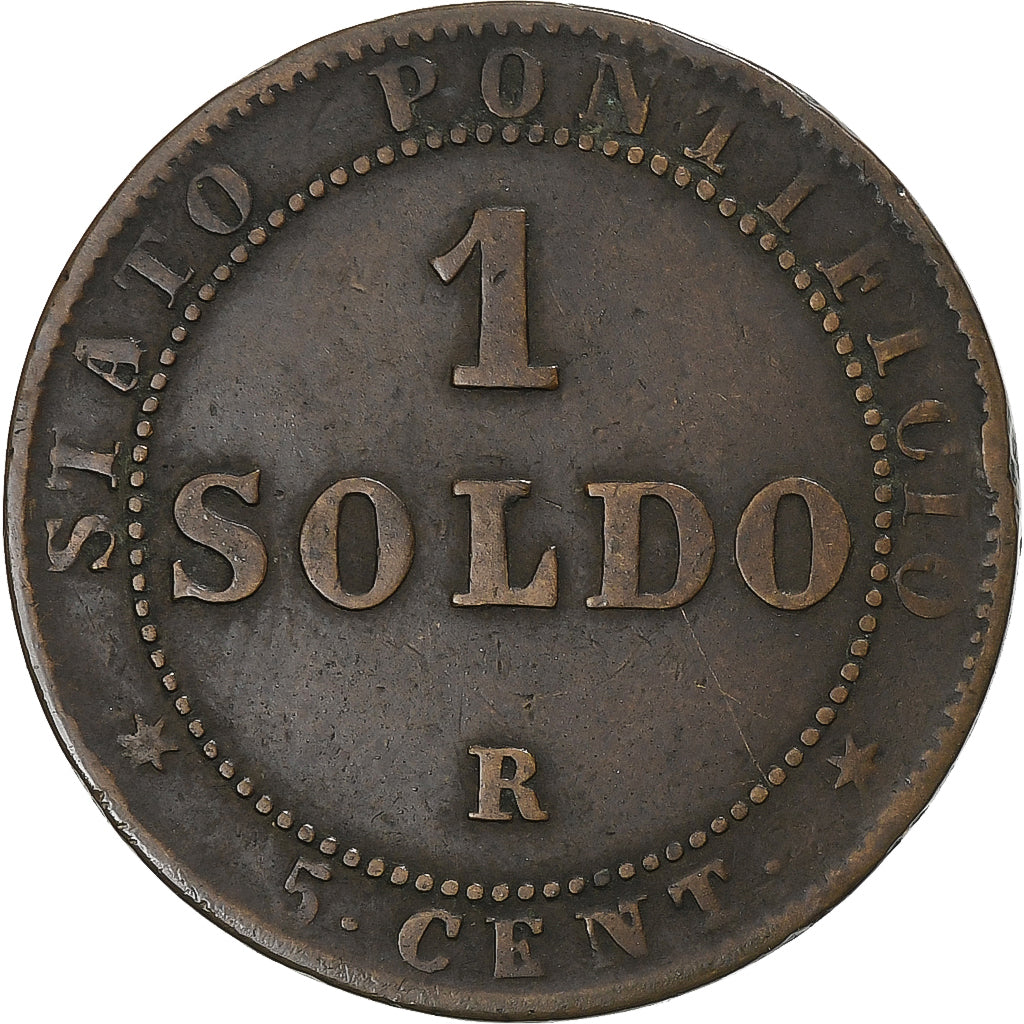 STATO PONTIFICIO
1
SOLDO
R
5. CENT.